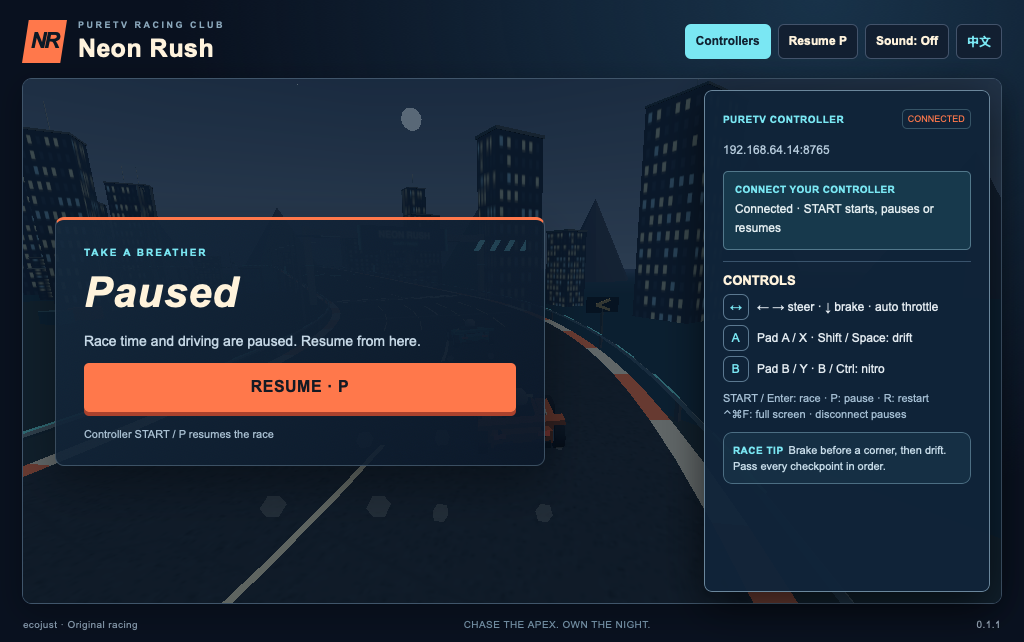 NR
PURETV RACING CLUB
Neon Rush
Controllers
Resume P
Sound: Off
中文
TAKE A BREATHER
Paused
Race time and driving are paused. Resume from here.
RESUME · P
Controller START / P resumes the race
PURETV CONTROLLER
CONNECTED
192.168.64.14:8765
CONNECT YOUR CONTROLLER
Connected · START starts, pauses or
resumes
CONTROLS
↔ ←→ steer · ↓ brake · auto throttle
A Pad A / X · Shift / Space: drift
B Pad B / Y · B / Ctrl: nitro
START / Enter: race · P: pause · R: restart
^⌘F: full screen · disconnect pauses
RACE TIP Brake before a corner, then drift.
Pass every checkpoint in order.
ecojust · Original racing
CHASE THE APEX. OWN THE NIGHT.
0.1.1